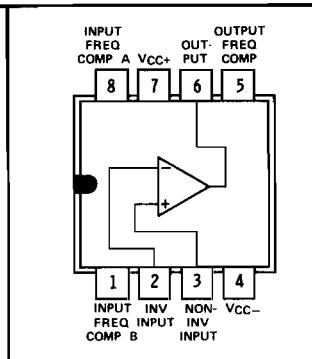 INPUT
FREQ
COMP A
VCC+
OUT-
PUT
OUTPUT
FREQ
COMP
8 7 6 5
−
+
1 2 3 4
INPUT
FREQ
COMP B
INV
INPUT
NON-
INV
INPUT
VCC−